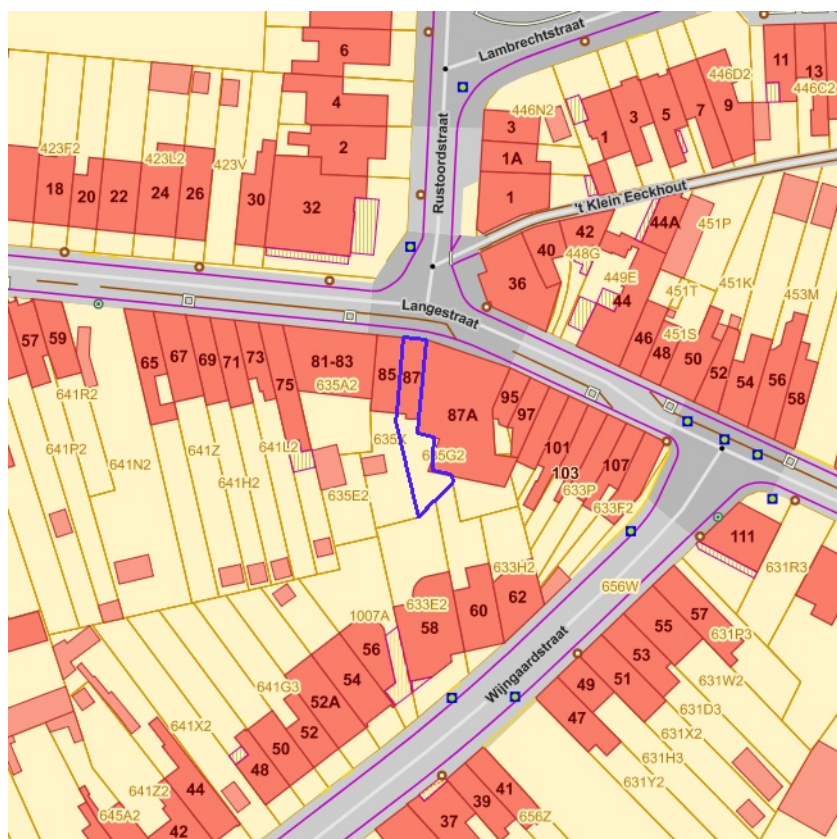 6
Lambrechtstraat
4
446D2
11
13
446C2
446N2
3
1
3
5
7
9
423F2
423L2
423V
2
Rustoordstraat
1A
18
20
22
24
26
30
32
1
't Klein Eeckhout
42
44A
451P
40
448G
36
449E
451T
451K
453M
44
Langestraat
46
48
451S
50
52
54
56
58
57
59
65
67
69
71
73
75
81-83
635A2
85
87
87A
95
97
641R2
641P2
641N2
641Z
641H2
641L2
635E2
635X
635G2
101
103
107
633P
633F2
111
631R3
633H2
633E2
58
60
62
656W
1007A
56
54
52A
52
50
48
641G3
641X2
641Z2
645A2
44
42
Wijngaardstraat
57
55
53
51
49
47
631P3
631W2
631D3
631X2
631H3
631Y2
41
39
37
656Z